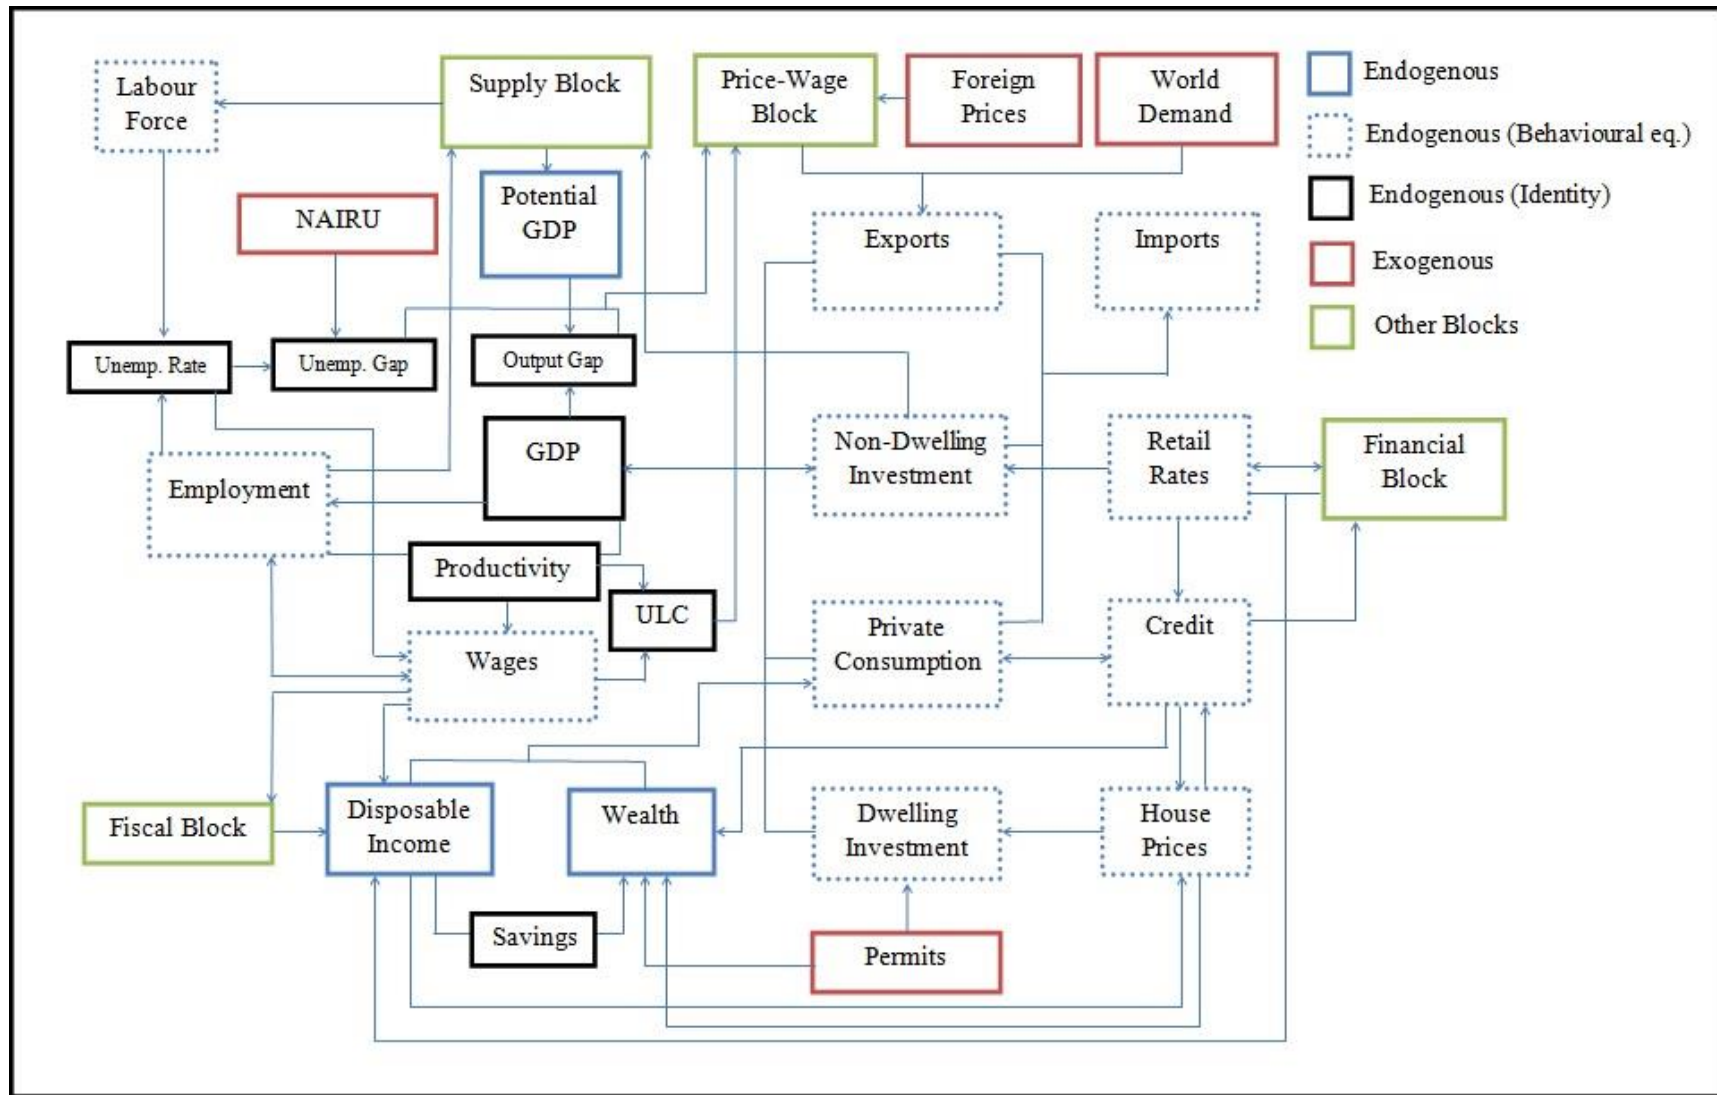 Labour
Force
Supply Block
Price-Wage
Block
Foreign
Prices
World
Demand
Endogenous
Endogenous (Behavioural eq.)
Endogenous (Identity)
Exogenous
Other Blocks
NAIRU
Potential
GDP
Exports
Imports
Unemp. Rate
Unemp. Gap
Output Gap
GDP
Employment
Non-Dwelling
Investment
Retail
Rates
Financial
Block
Productivity
ULC
Wages
Private
Consumption
Credit
Fiscal Block
Disposable
Income
Wealth
Dwelling
Investment
House
Prices
Savings
Permits